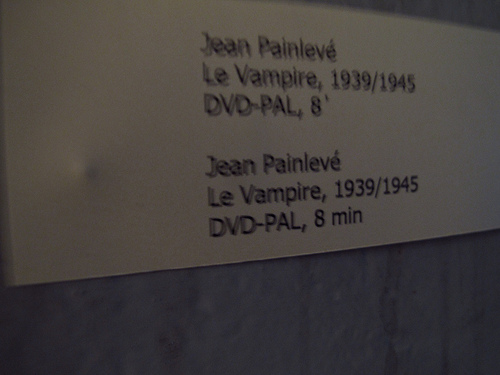 Jean Painlevé
Le Vampire, 1939/1945
DVD-PAL, 8'
Jean Painlevé
Le Vampire, 1939/1945
DVD-PAL, 8 min